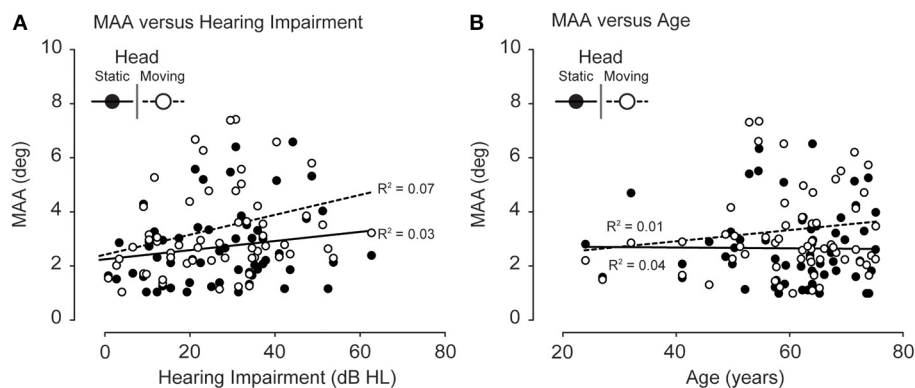 A MAA versus Hearing Impairment
Head
Static Moving
MAA (deg)
10
8
6
4
2
0
R² = 0.07
R² = 0.03
0 20 40 60 80
Hearing Impairment (dB HL)
B MAA versus Age
Head
Static Moving
MAA (deg)
10
8
6
4
2
0
R² = 0.01
R² = 0.04
20 40 60 80
Age (years)